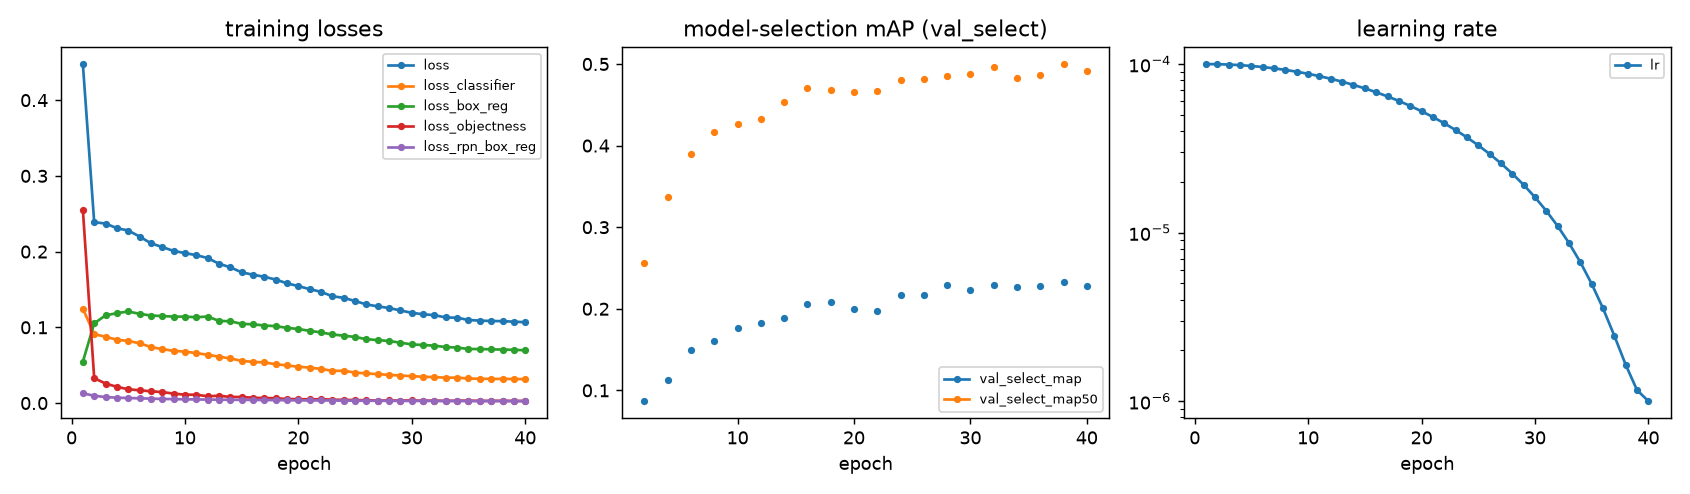 training losses
loss
loss_classifier
loss_box_reg
loss_objectness
loss_rpn_box_reg
0.4
0.3
0.2
0.1
0.0
0 10 20 30 40
epoch
model-selection mAP (val_select)
0.5
0.4
0.3
0.2
0.1
val_select_map
val_select_map50
10 20 30 40
epoch
learning rate
lr
10⁻⁴
10⁻⁵
10⁻⁶
0 10 20 30 40
epoch